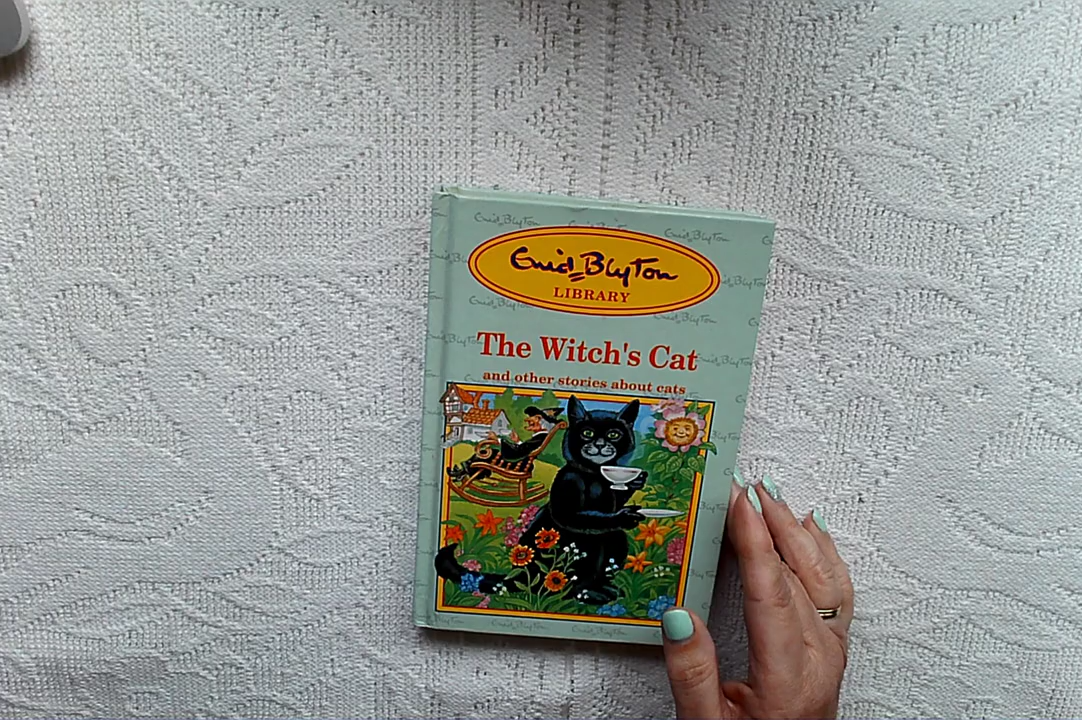 Enid Blyton
LIBRARY
The Witch's Cat
and other stories about cats